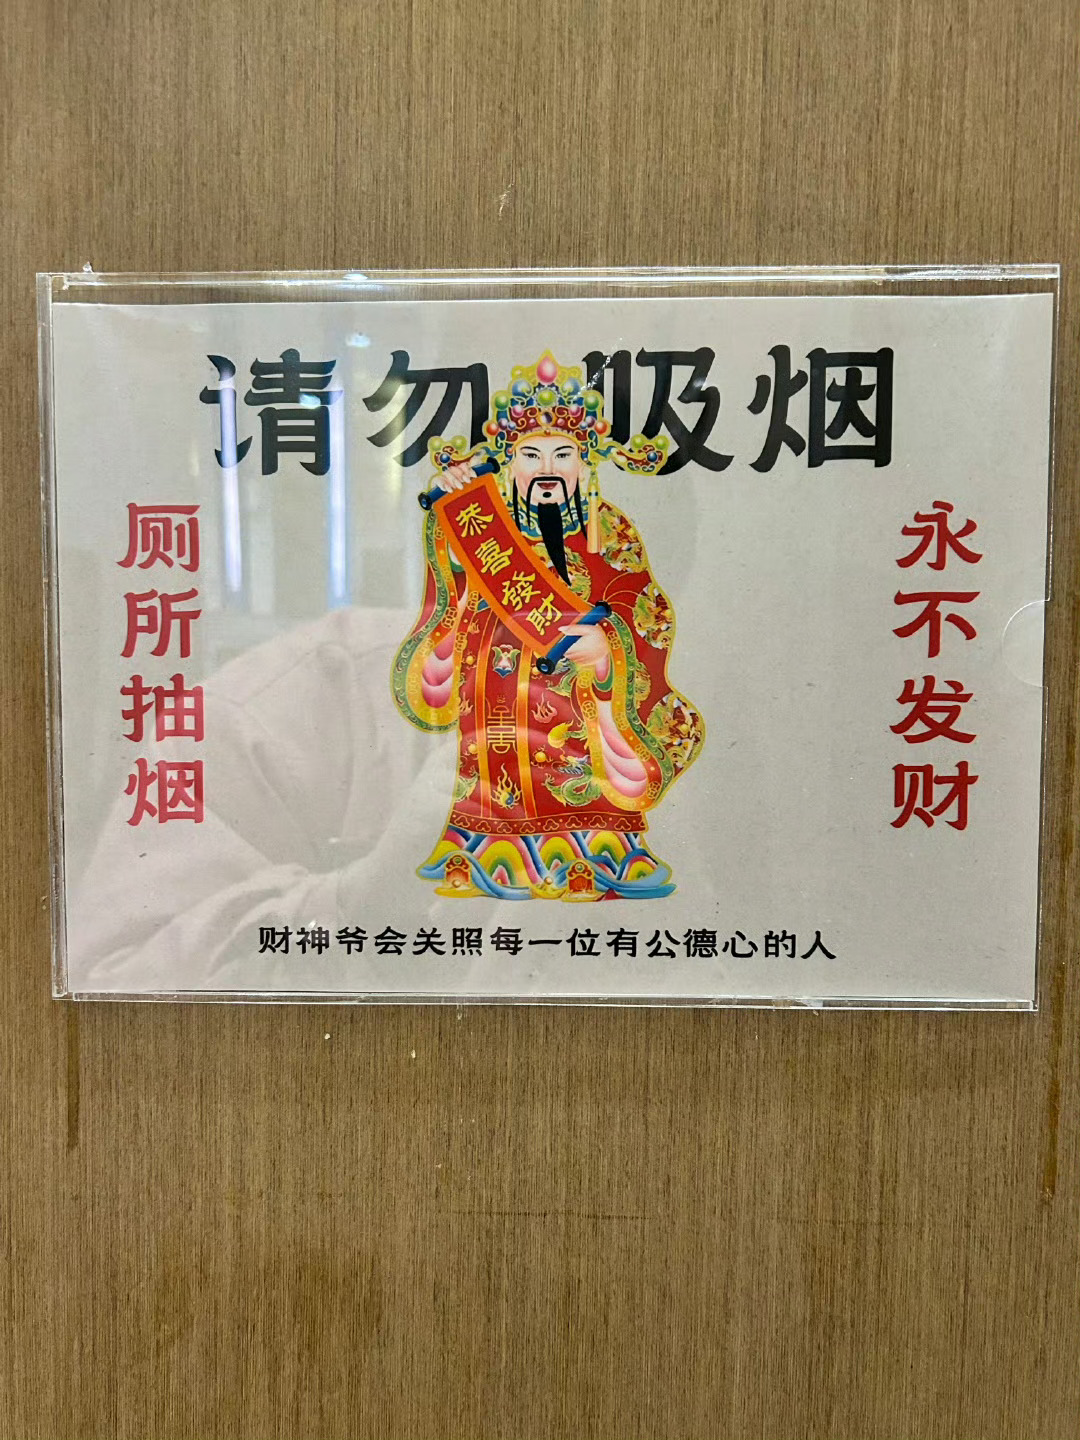 请勿吸烟
厕所抽烟
恭喜發財
永不发财
财神爷会关照每一位有公德心的人